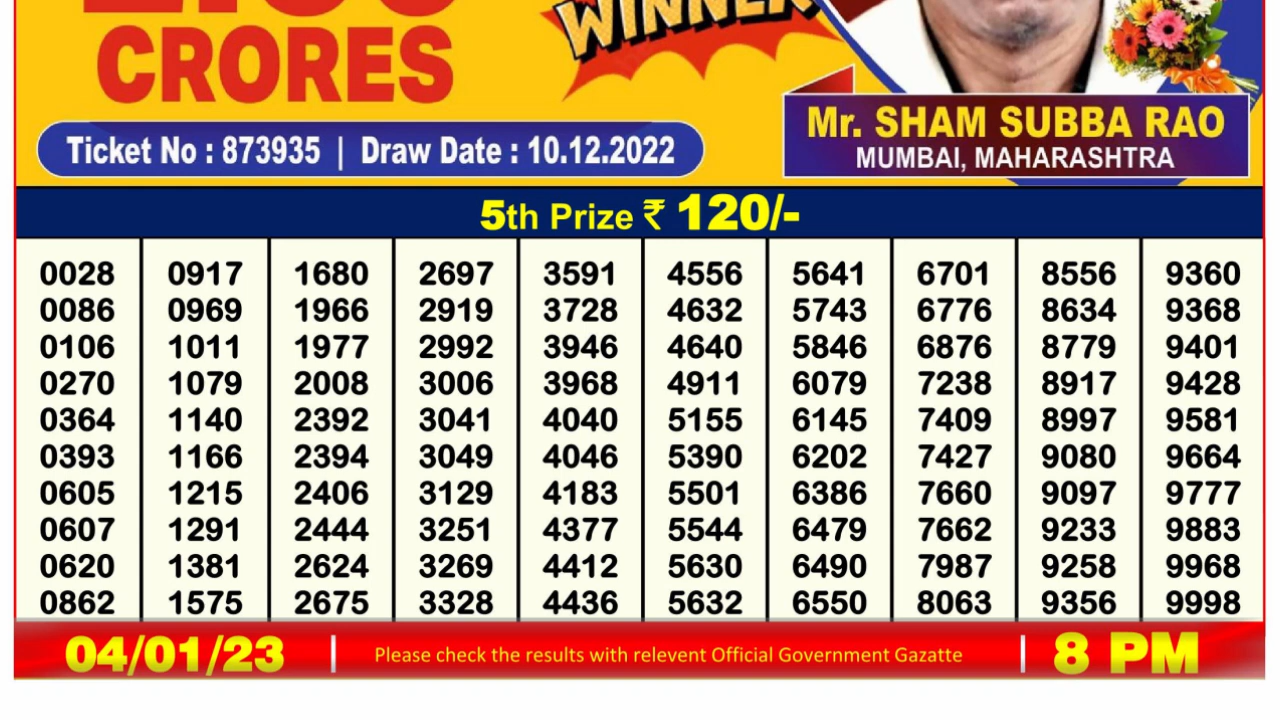 CRORES
WINNER
Ticket No : 873935 | Draw Date : 10.12.2022
Mr. SHAM SUBBA RAO
MUMBAI, MAHARASHTRA
5th Prize ₹ 120/-
0028 0917 1680 2697 3591 4556 5641 6701 8556 9360
0086 0969 1966 2919 3728 4632 5743 6776 8634 9368
0106 1011 1977 2992 3946 4640 5846 6876 8779 9401
0270 1079 2008 3006 3968 4911 6079 7238 8917 9428
0364 1140 2392 3041 4040 5155 6145 7409 8997 9581
0393 1166 2394 3049 4046 5390 6202 7427 9080 9664
0605 1215 2406 3129 4183 5501 6386 7660 9097 9777
0607 1291 2444 3251 4377 5544 6479 7662 9233 9883
0620 1381 2624 3269 4412 5630 6490 7987 9258 9968
0862 1575 2675 3328 4436 5632 6550 8063 9356 9998
04/01/23 | Please check the results with relevent Official Government Gazatte | 8 PM